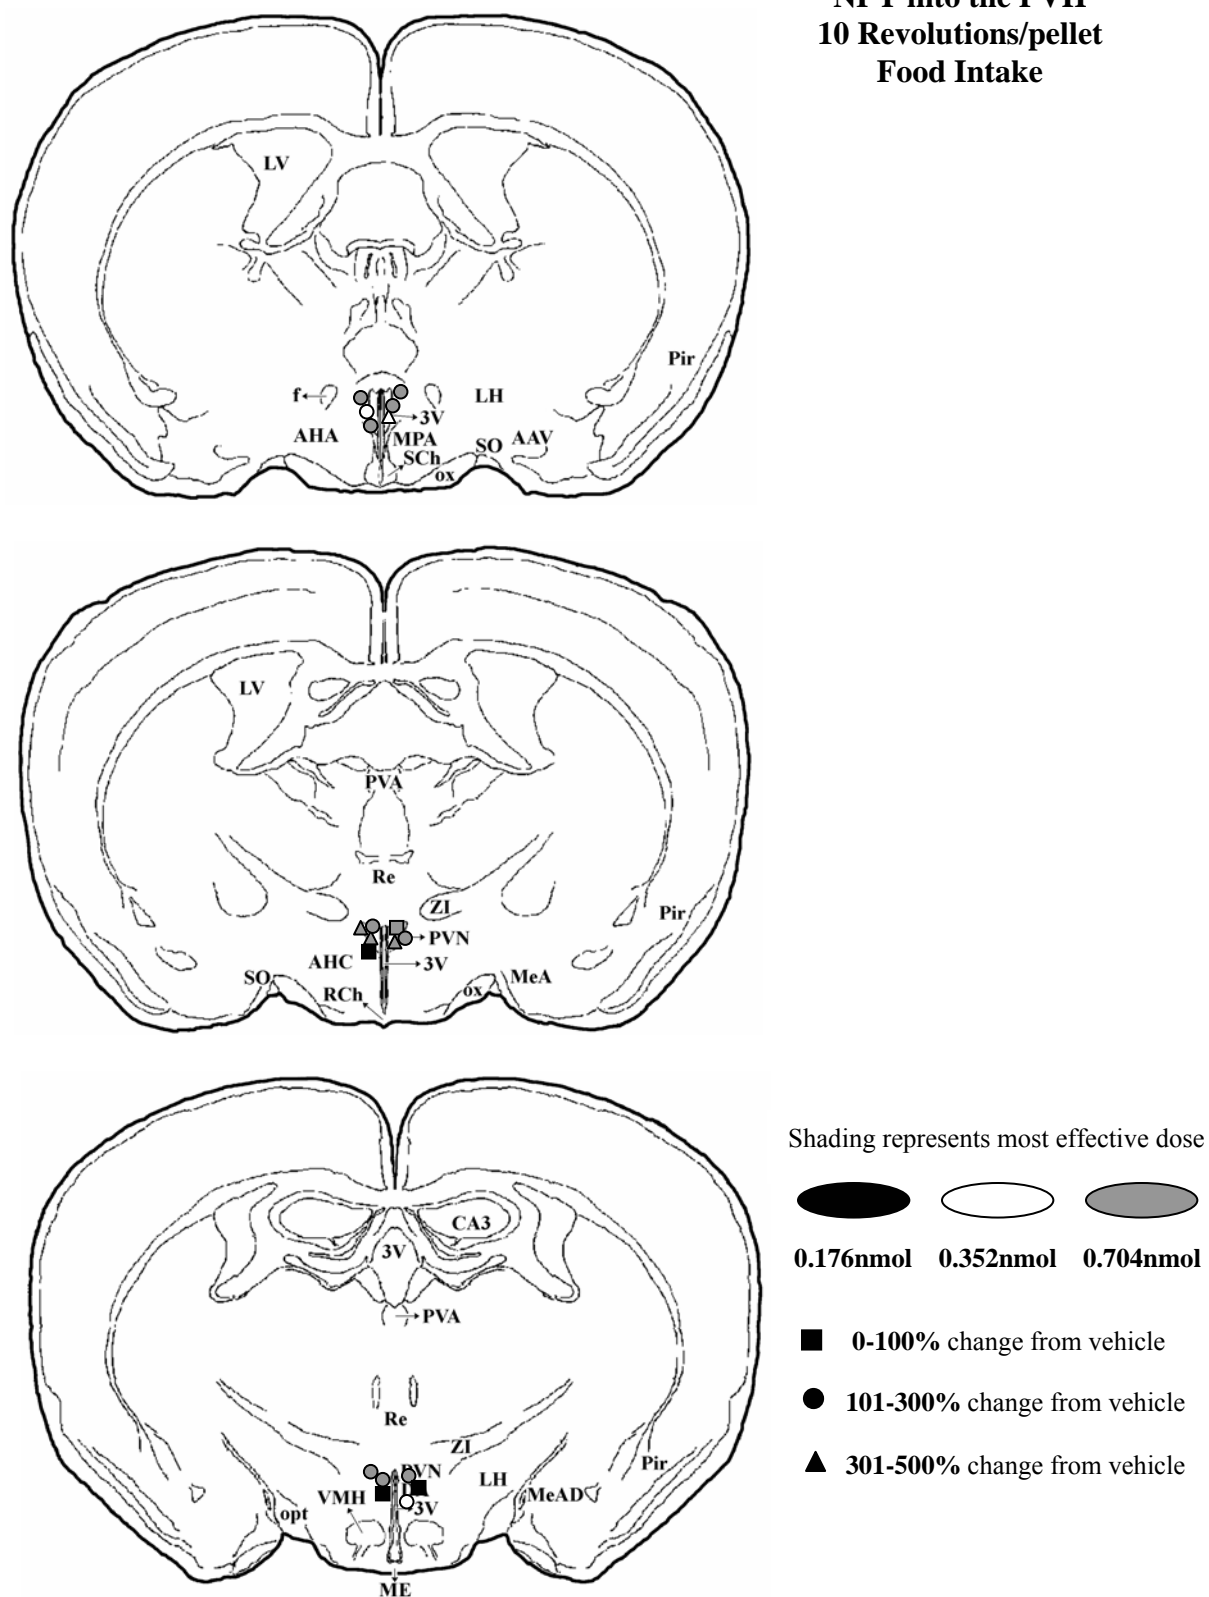 NPY into the PVH
10 Revolutions/pellet
Food Intake
LV
Pir
f
LH
3V
AHA
MPA
AAV
SO
SCh
ox
LV
PVA
Re
ZI
Pir
PVN
AHC
3V
SO
MeA
RCh
ox
CA3
3V
PVA
Re
ZI
Pir
PVN
LH
VMH
MeAD
opt
3V
ME
Shading represents most effective dose
0.176nmol 0.352nmol 0.704nmol
0-100% change from vehicle
101-300% change from vehicle
301-500% change from vehicle